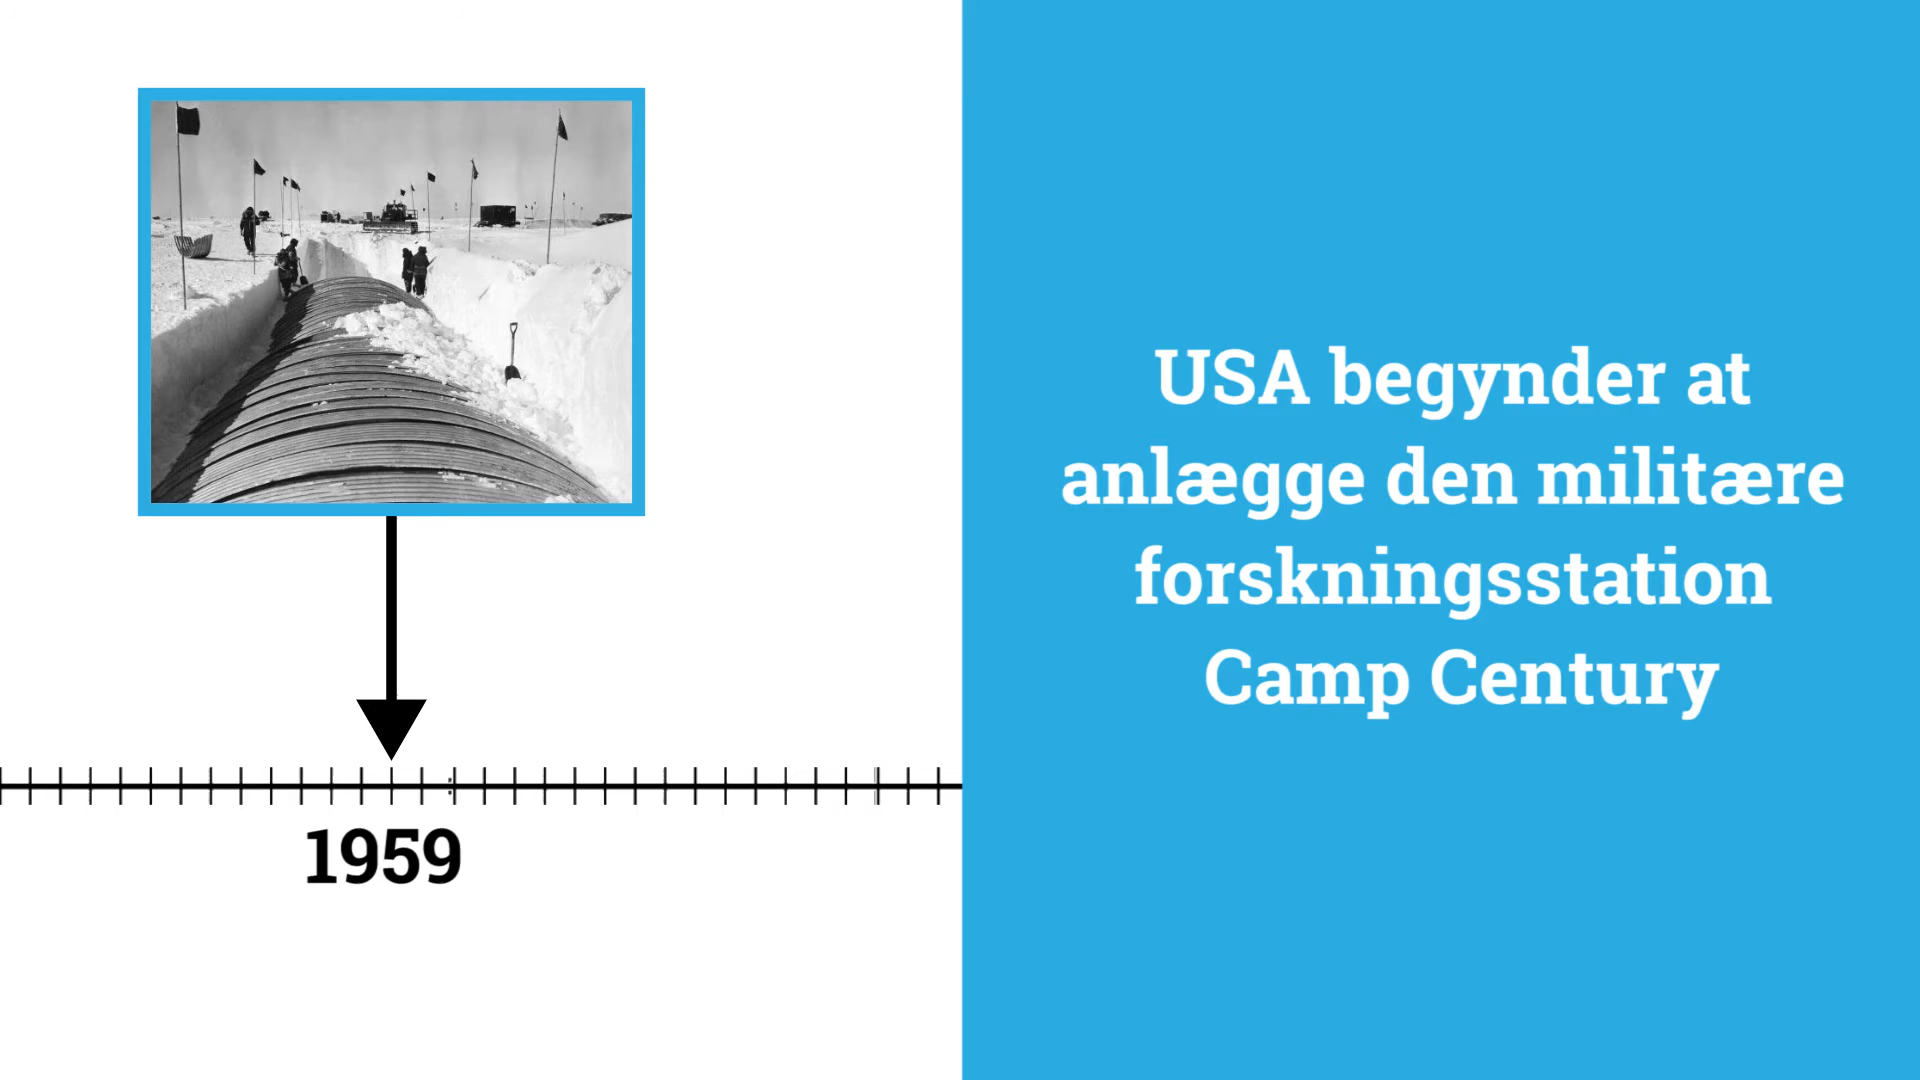 1959
USA begynder at
anlægge den militære
forskningsstation
Camp Century